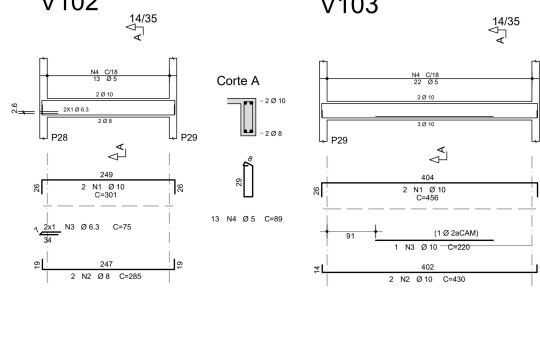 V102
14/35
A
N4 C/18
13 Ø 5
2 Ø 10
2X1 Ø 6.3
2.6
2 Ø 8
P28
P29
A
249
26
2 N1 Ø 10
C=301
26
2x1 N3 Ø 6.3 C=75
7
34
247
19
2 N2 Ø 8 C=285
19
Corte A
2 Ø 10
2 Ø 8
8
29
13 N4 Ø 5 C=89
V103
14/35
A
N4 C/18
22 Ø 5
2 Ø 10
3 Ø 10
P29
A
404
26
2 N1 Ø 10
C=456
91
(1 Ø 2aCAM)
1 N3 Ø 10 C=220
402
14
2 N2 Ø 10 C=430